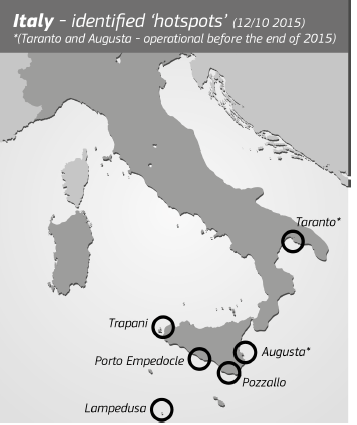 Italy - identified ‘hotspots’ (12/10 2015)
*(Taranto and Augusta - operational before the end of 2015)
Taranto*
Trapani
Augusta*
Porto Empedocle
Pozzallo
Lampedusa